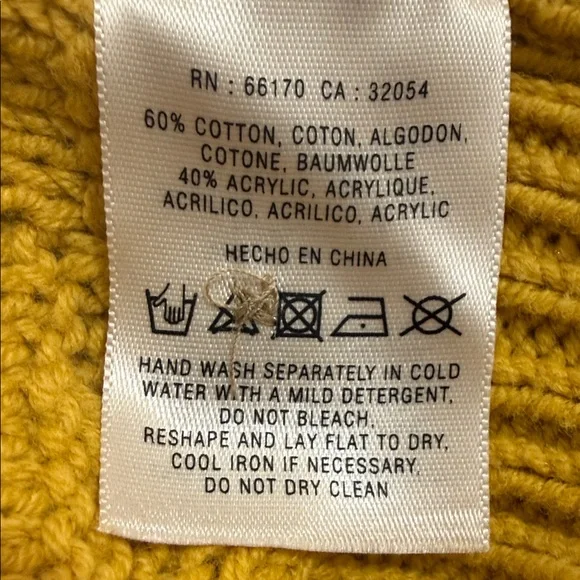 RN : 66170 CA : 32054
60% COTTON, COTON, ALGODON,
COTONE, BAUMWOLLE
40% ACRYLIC, ACRYLIQUE,
ACRILICO, ACRILICO, ACRYLIC
HECHO EN CHINA
HAND WASH SEPARATELY IN COLD
WATER WITH A MILD DETERGENT,
DO NOT BLEACH.
RESHAPE AND LAY FLAT TO DRY,
COOL IRON IF NECESSARY.
DO NOT DRY CLEAN